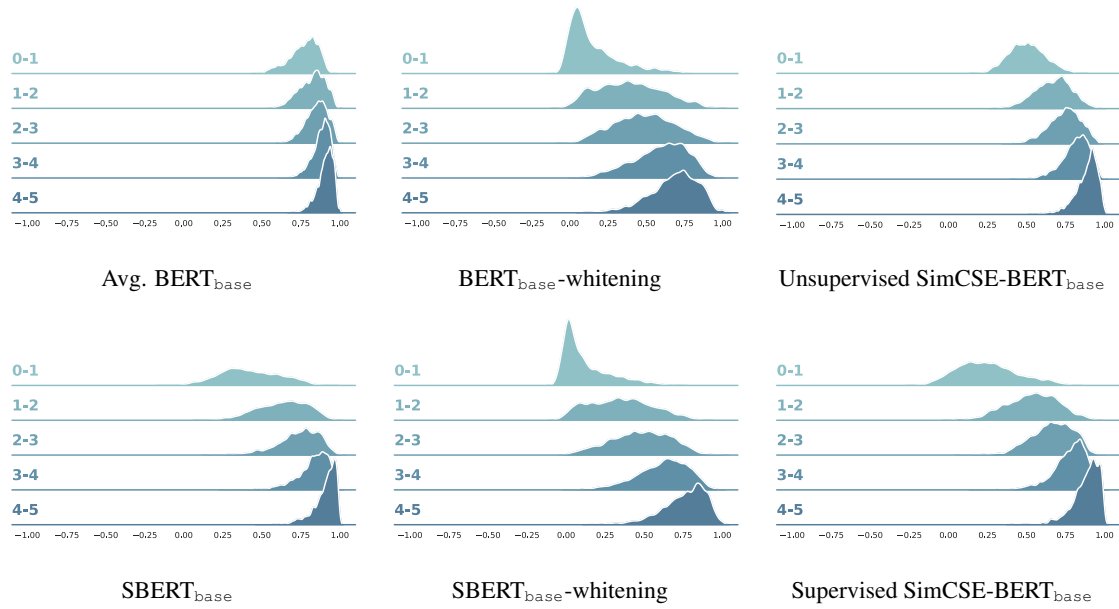 0-1
1-2
2-3
3-4
4-5
−1.00 −0.75 −0.50 −0.25 0.00 0.25 0.50 0.75 1.00
Avg. BERTbase
0-1
1-2
2-3
3-4
4-5
−1.00 −0.75 −0.50 −0.25 0.00 0.25 0.50 0.75 1.00
BERTbase-whitening
0-1
1-2
2-3
3-4
4-5
−1.00 −0.75 −0.50 −0.25 0.00 0.25 0.50 0.75 1.00
Unsupervised SimCSE-BERTbase
0-1
1-2
2-3
3-4
4-5
−1.00 −0.75 −0.50 −0.25 0.00 0.25 0.50 0.75 1.00
SBERTbase
0-1
1-2
2-3
3-4
4-5
−1.00 −0.75 −0.50 −0.25 0.00 0.25 0.50 0.75 1.00
SBERTbase-whitening
0-1
1-2
2-3
3-4
4-5
−1.00 −0.75 −0.50 −0.25 0.00 0.25 0.50 0.75 1.00
Supervised SimCSE-BERTbase